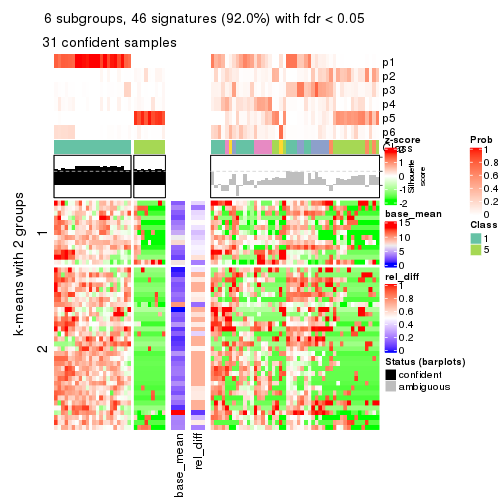 6 subgroups, 46 signatures (92.0%) with fdr < 0.05
31 confident samples
p1
p2
p3
p4
p5
p6
Class
z-score
2
1
0
-1
-2
Silhouette
score
Prob
1
0.8
0.6
0.4
0.2
0
base_mean
15
10
5
0
Class
1
5
rel_diff
1
0.8
0.6
0.4
0.2
0
Status (barplots)
confident
ambiguous
k-means with 2 groups
1
2
base_mean
rel_diff